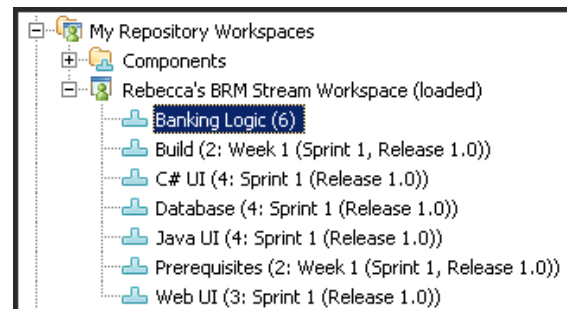 My Repository Workspaces
Components
Rebecca's BRM Stream Workspace (loaded)
Banking Logic (6)
Build (2: Week 1 (Sprint 1, Release 1.0))
C# UI (4: Sprint 1 (Release 1.0))
Database (4: Sprint 1 (Release 1.0))
Java UI (4: Sprint 1 (Release 1.0))
Prerequisites (2: Week 1 (Sprint 1, Release 1.0))
Web UI (3: Sprint 1 (Release 1.0))